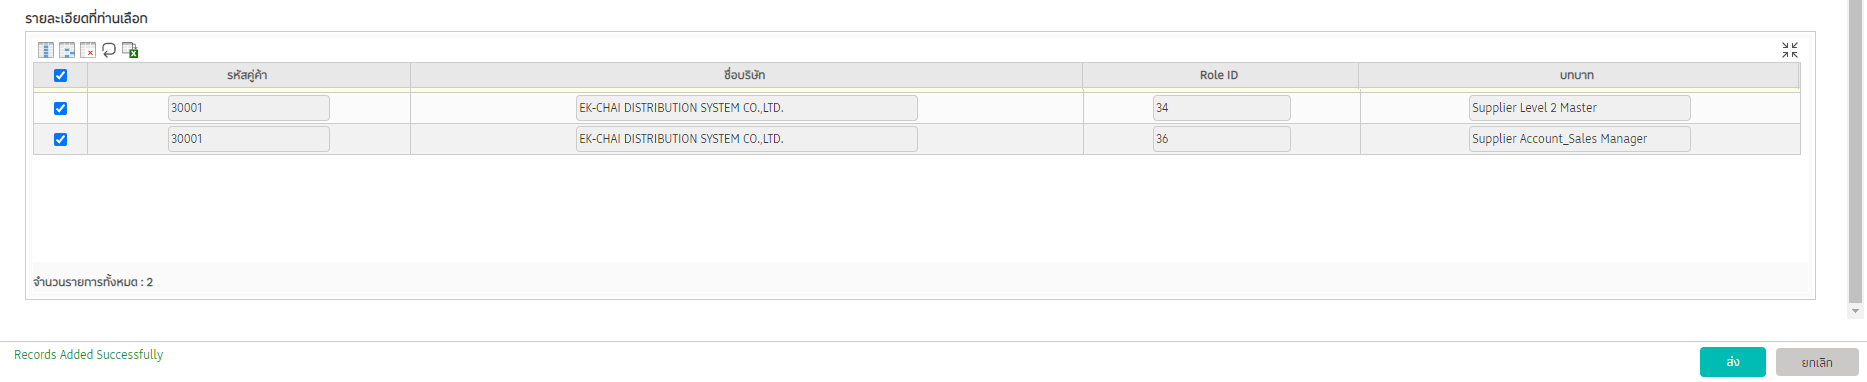 รายละเอียดที่ท่านเลือก
รหัสคู่ค้า ชื่อบริษัท Role ID บทบาท
30001 EK-CHAI DISTRIBUTION SYSTEM CO.,LTD. 34 Supplier Level 2 Master
30001 EK-CHAI DISTRIBUTION SYSTEM CO.,LTD. 36 Supplier Account_Sales Manager
จำนวนรายการทั้งหมด : 2
Records Added Successfully
ส่ง ยกเลิก